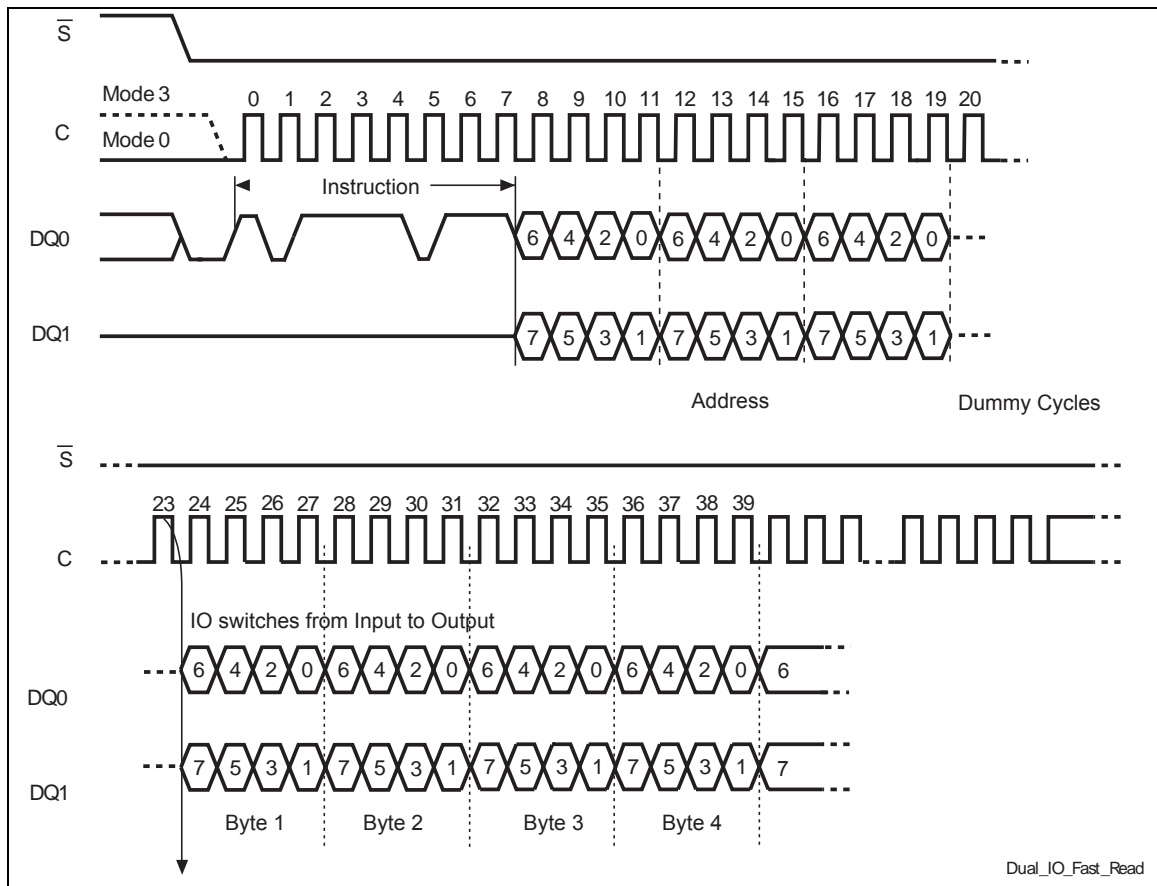 S
Mode 3
0 1 2 3 4 5 6 7 8 9 10 11 12 13 14 15 16 17 18 19 20
C
Mode 0
Instruction
DQ0
6 4 2 0 6 4 2 0 6 4 2 0
DQ1
7 5 3 1 7 5 3 1 7 5 3 1
Address
Dummy Cycles
S
23 24 25 26 27 28 29 30 31 32 33 34 35 36 37 38 39
C
IO switches from Input to Output
6 4 2 0 6 4 2 0 6 4 2 0 6 4 2 0 6
DQ0
7 5 3 1 7 5 3 1 7 5 3 1 7 5 3 1 7
DQ1
Byte 1 Byte 2 Byte 3 Byte 4
Dual_IO_Fast_Read